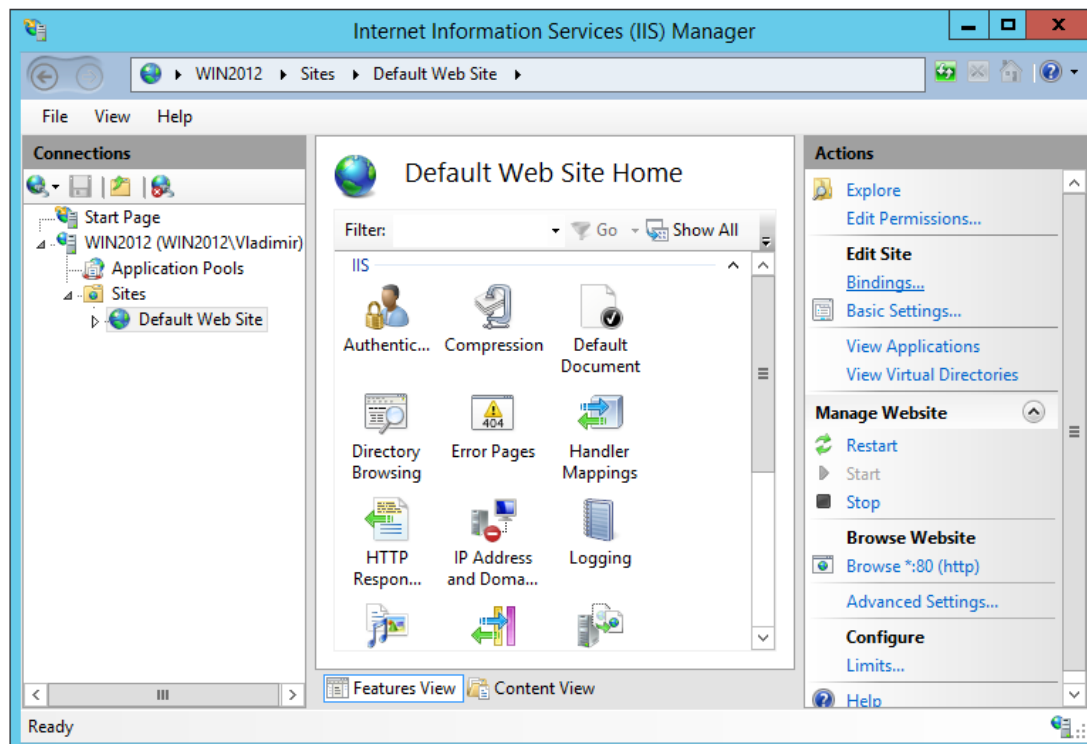 Internet Information Services (IIS) Manager
WIN2012 Sites Default Web Site
File View Help
Connections
Start Page
WIN2012 (WIN2012\Vladimir)
Application Pools
Sites
Default Web Site
Default Web Site Home
Filter: Go Show All
IIS
Authentic... Compression Default Document
Directory Browsing Error Pages Handler Mappings
404
HTTP Respon... IP Address and Doma... Logging
Features View Content View
Actions
Explore
Edit Permissions...
Edit Site
Bindings...
Basic Settings...
View Applications
View Virtual Directories
Manage Website
Restart
Start
Stop
Browse Website
Browse *:80 (http)
Advanced Settings...
Configure
Limits...
Help
Ready